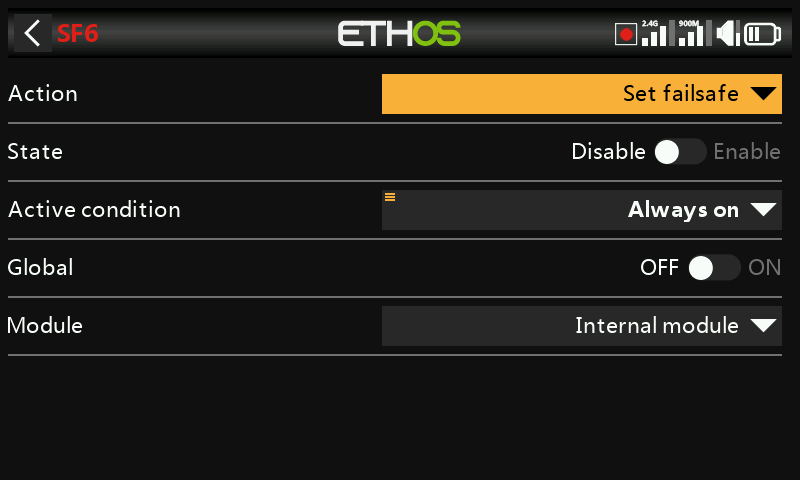 SF6 ETHOS 2.4G 900M
Action Set failsafe
State Disable Enable
Active condition Always on
Global OFF ON
Module Internal module